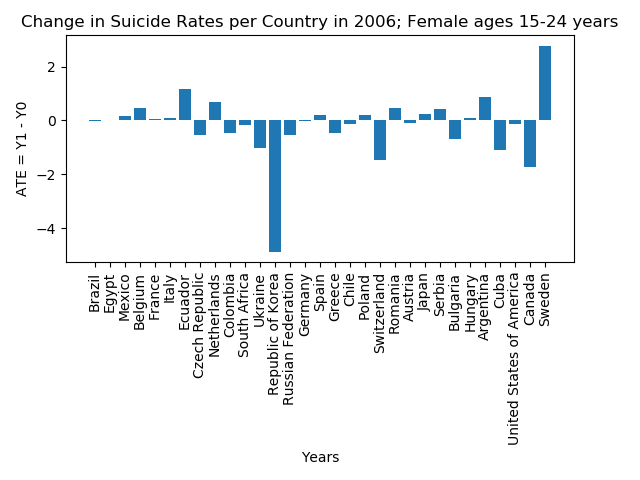 Change in Suicide Rates per Country in 2006; Female ages 15-24 years
ATE = Y1 - Y0
2
0
−2
−4
Brazil
Egypt
Mexico
Belgium
France
Italy
Ecuador
Czech Republic
Netherlands
Colombia
South Africa
Ukraine
Republic of Korea
Russian Federation
Germany
Spain
Greece
Chile
Poland
Switzerland
Romania
Austria
Japan
Serbia
Bulgaria
Hungary
Argentina
Cuba
United States of America
Canada
Sweden
Years